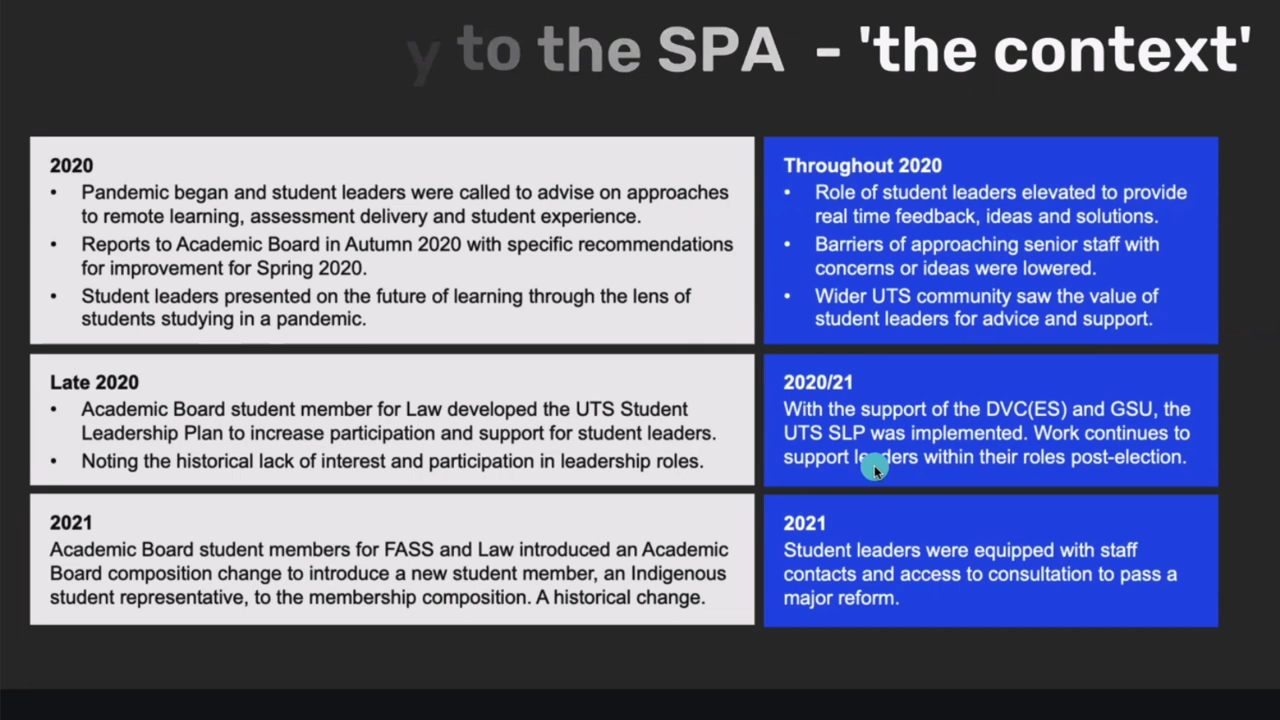 y to the SPA - 'the context'
2020
• Pandemic began and student leaders were called to advise on approaches
to remote learning, assessment delivery and student experience.
• Reports to Academic Board in Autumn 2020 with specific recommendations
for improvement for Spring 2020.
• Student leaders presented on the future of learning through the lens of
students studying in a pandemic.
Throughout 2020
• Role of student leaders elevated to provide
real time feedback, ideas and solutions.
• Barriers of approaching senior staff with
concerns or ideas were lowered.
• Wider UTS community saw the value of
student leaders for advice and support.
Late 2020
• Academic Board student member for Law developed the UTS Student
Leadership Plan to increase participation and support for student leaders.
• Noting the historical lack of interest and participation in leadership roles.
2020/21
With the support of the DVC(ES) and GSU, the
UTS SLP was implemented. Work continues to
support leaders within their roles post-election.
2021
Academic Board student members for FASS and Law introduced an Academic
Board composition change to introduce a new student member, an Indigenous
student representative, to the membership composition. A historical change.
2021
Student leaders were equipped with staff
contacts and access to consultation to pass a
major reform.